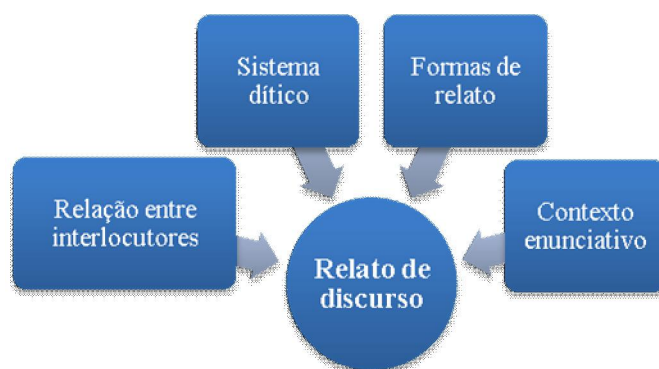 Sistema
dítico
Formas de
relato
Relação entre
interlocutores
Contexto
enunciativo
Relato de
discurso